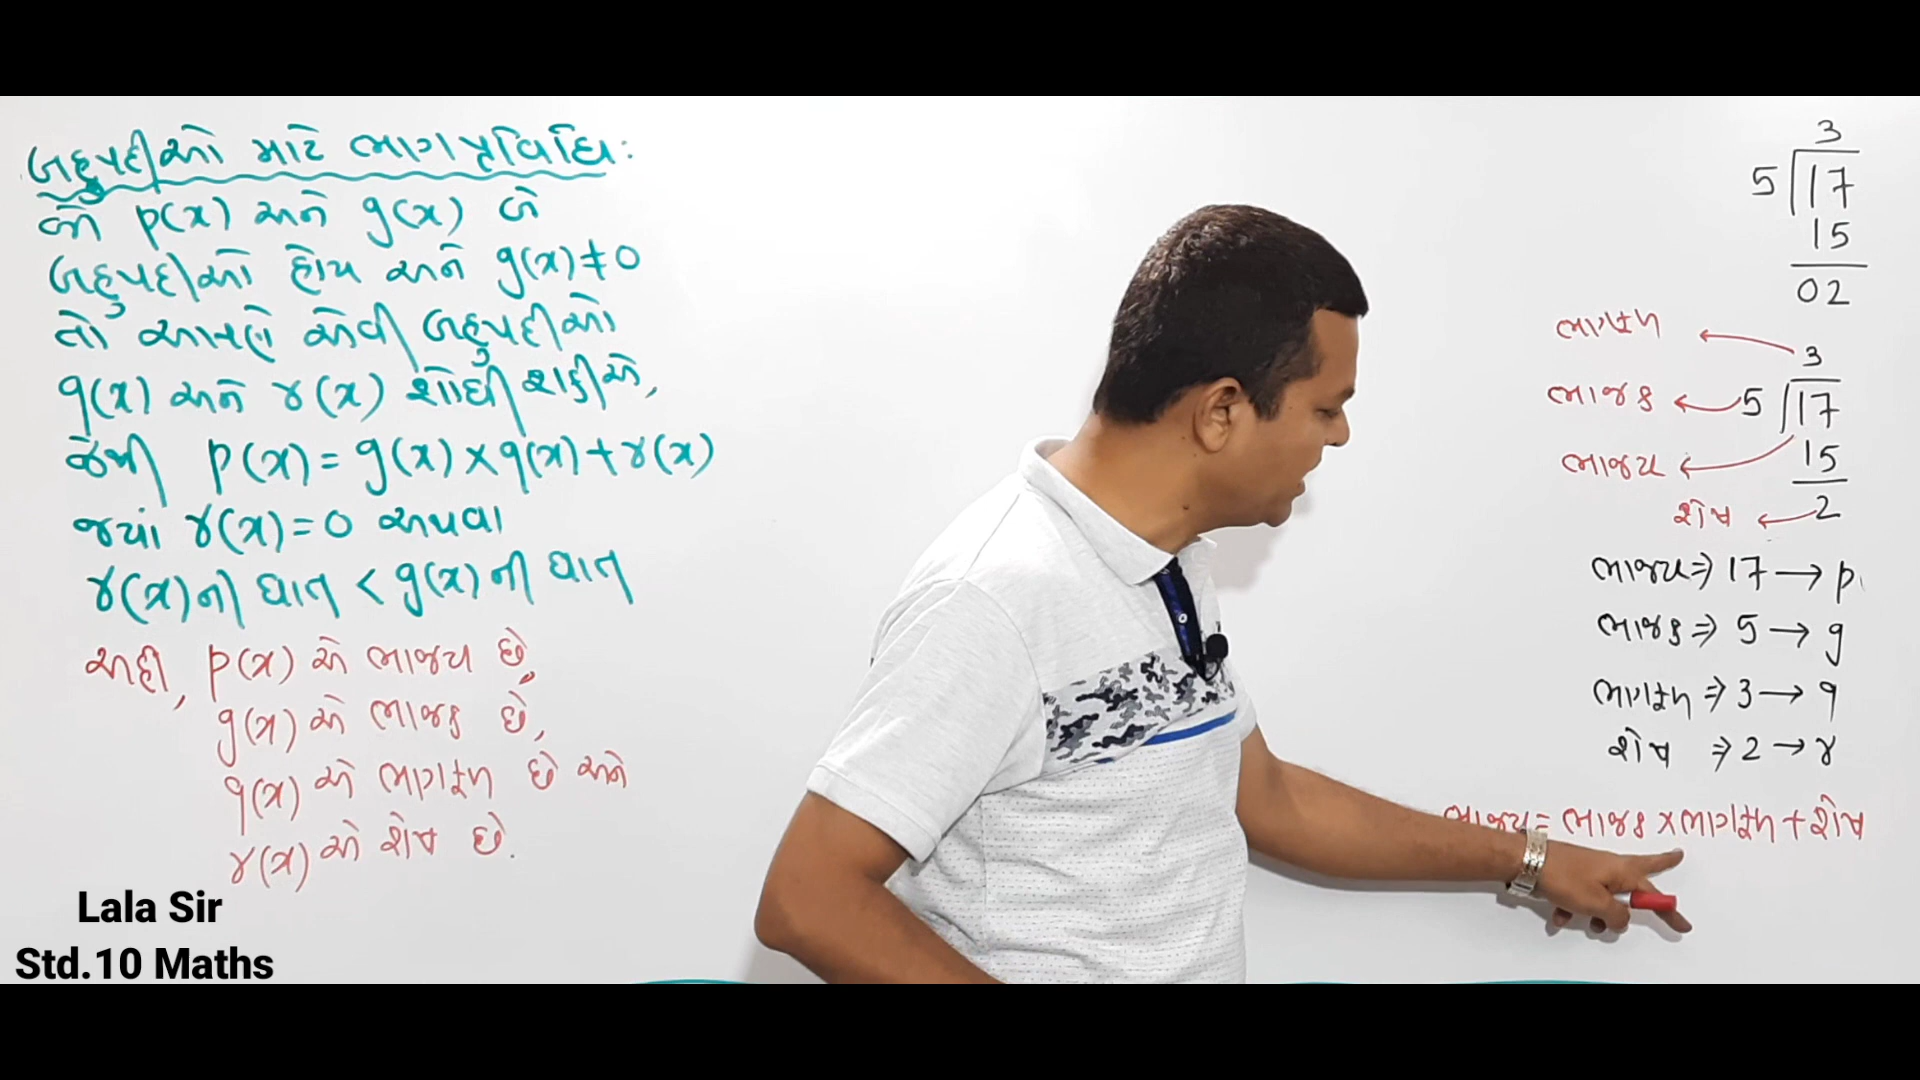 બહુપદીઓ માટે ભાગપ્રવિધિ:
જો p(x) અને g(x) બે
બહુપદીઓ હોય અને g(x)≠0
તો આપણે એવી બહુપદીઓ
q(x) અને r(x) શોધી શકીએ,
જેથી p(x)=g(x)×q(x)+r(x)
જ્યાં r(x)=0 અથવા
r(x)ની ઘાત < g(x)ની ઘાત
અહીં, p(x) એ ભાજ્ય છે,
g(x) એ ભાજક છે,
q(x) એ ભાગફળ છે અને
r(x) એ શેષ છે.
Lala Sir
Std.10 Maths
3
5 17
15
02
ભાગફળ ← 3
ભાજક ← 5 17
ભાજ્ય ← 15
શેષ ← 2
ભાજ્ય ⇒ 17 → p
ભાજક ⇒ 5 → g
ભાગફળ ⇒ 3 → q
શેષ ⇒ 2 → r
ભાજ્ય = ભાજક × ભાગફળ + શેષ